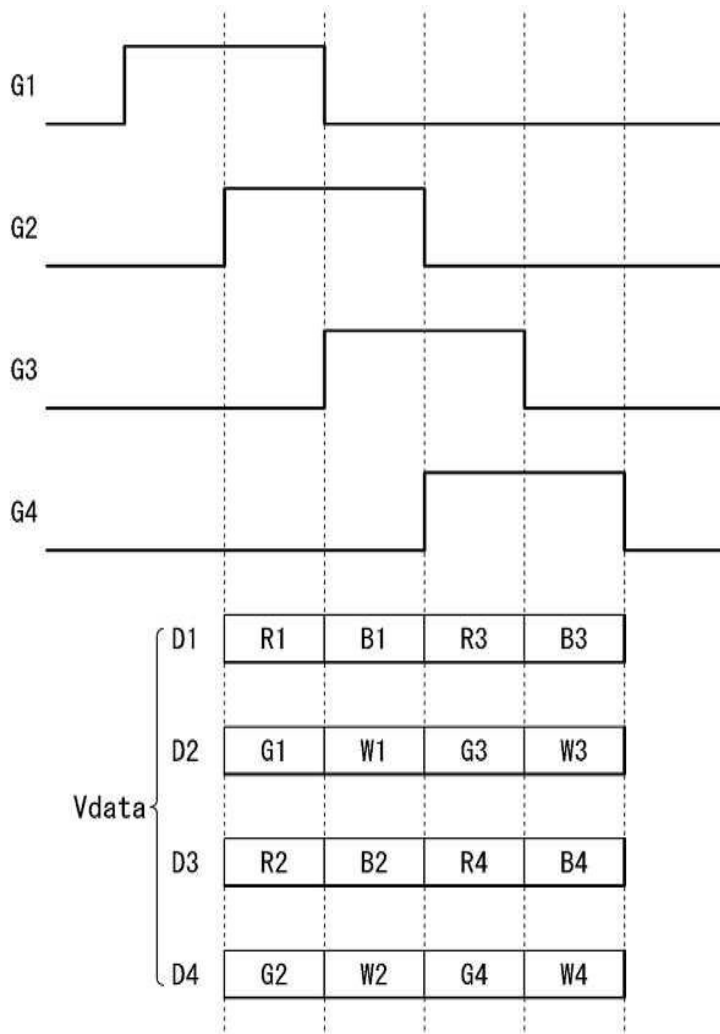 G1
G2
G3
G4
D1 R1 B1 R3 B3
D2 G1 W1 G3 W3
Vdata
D3 R2 B2 R4 B4
D4 G2 W2 G4 W4